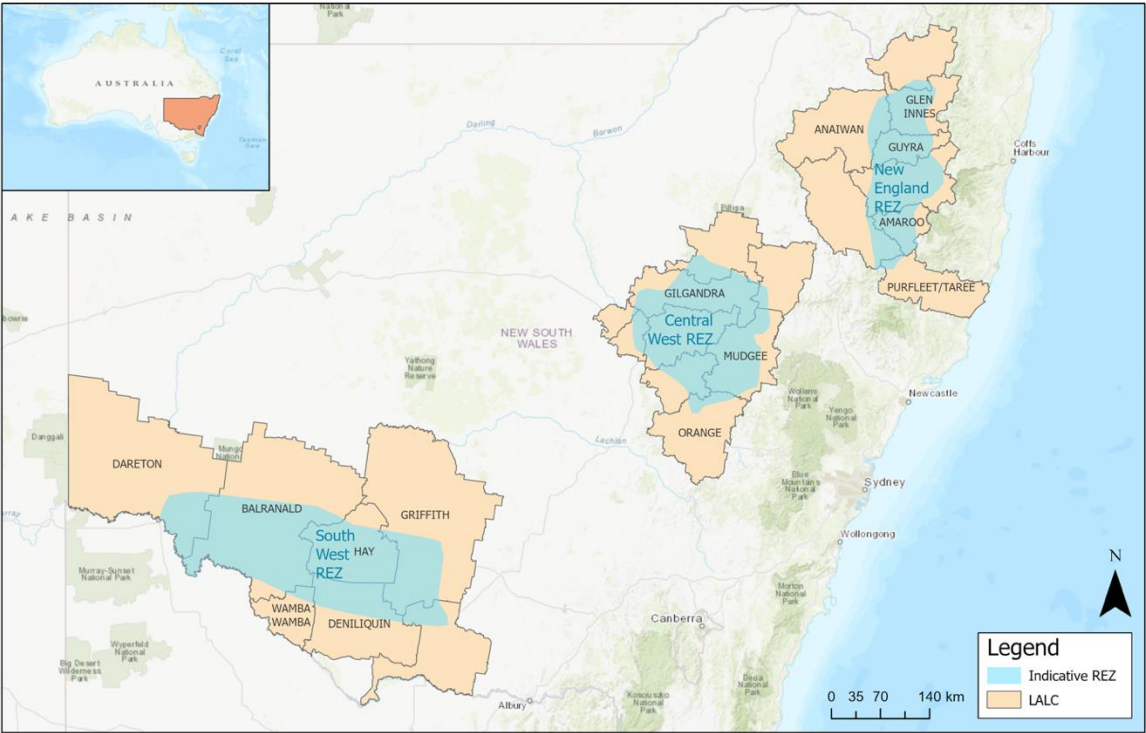 National
Park
Coral
Sea
AUSTRALIA
Tasman
Sea
Darling
Barwon
GLEN
INNES
ANAIWAN
GUYRA
Coffs
Harbour
New
England
REZ
AMAROO
AKE BASIN
Pilliga
PURFLEET/TAREE
GILGANDRA
Central
West REZ
NEW SOUTH
WALES
MUDGEE
Yathong
Nature
Reserve
Wollemi
National
Park
Yengo
National
Park
Newcastle
ORANGE
Lachlan
Danggali
Mungo
Nation
DARETON
Blue
Mountains
National
Park
Sydney
BALRANALD
GRIFFITH
South
West
REZ
HAY
Wollongong
Murray-Sunset
National Park
Morton
National
Park
N
WAMBA
WAMBA
DENILIQUIN
Canberra
Wyperfeld
National
Park
Big Desert
Wilderness
Park
Albury
Kosciuszko
National
Park
Deua
National
Park
0 35 70 140 km
Legend
Indicative REZ
LALC